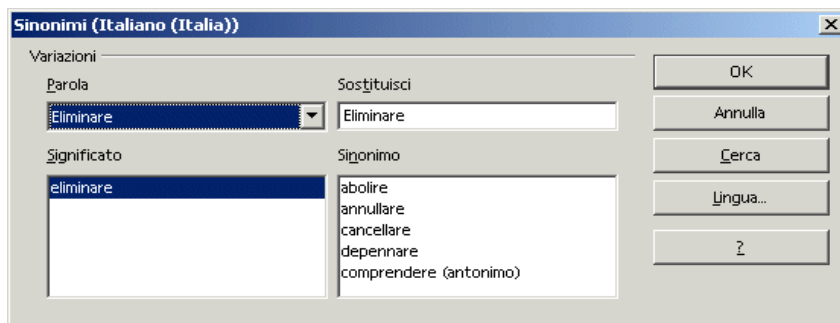 Sinonimi (Italiano (Italia))
Variazioni
Parola
Sostituisci
Eliminare
Eliminare
Significato
Sinonimo
eliminare
abolire
annullare
cancellare
depennare
comprendere (antonimo)
OK
Annulla
Cerca
Lingua...
?